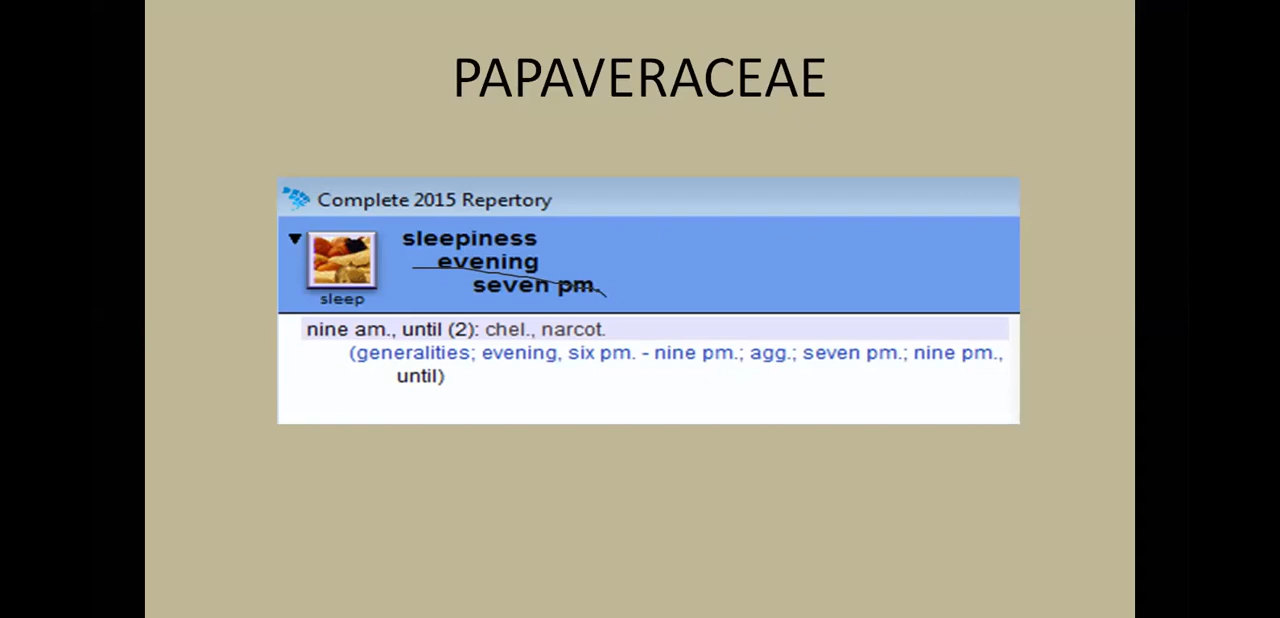 PAPAVERACEAE
Complete 2015 Repertory
sleepiness
evening
seven pm.
sleep
nine am., until (2): chel., narcot.
(generalities; evening, six pm. - nine pm.; agg.; seven pm.; nine pm.,
until)